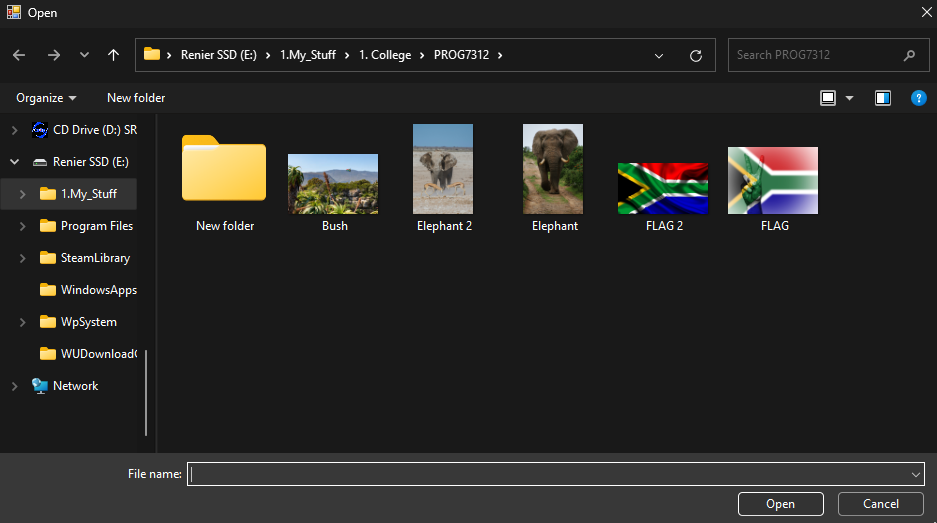 Open
Renier SSD (E:) 1.My_Stuff 1. College PROG7312
Search PROG7312
Organize New folder
CD Drive (D:) SR
Renier SSD (E:)
1.My_Stuff
Program Files
SteamLibrary
WindowsApps
WpSystem
WUDownload
Network
New folder
Bush
Elephant 2
Elephant
FLAG 2
FLAG
File name:
Open Cancel